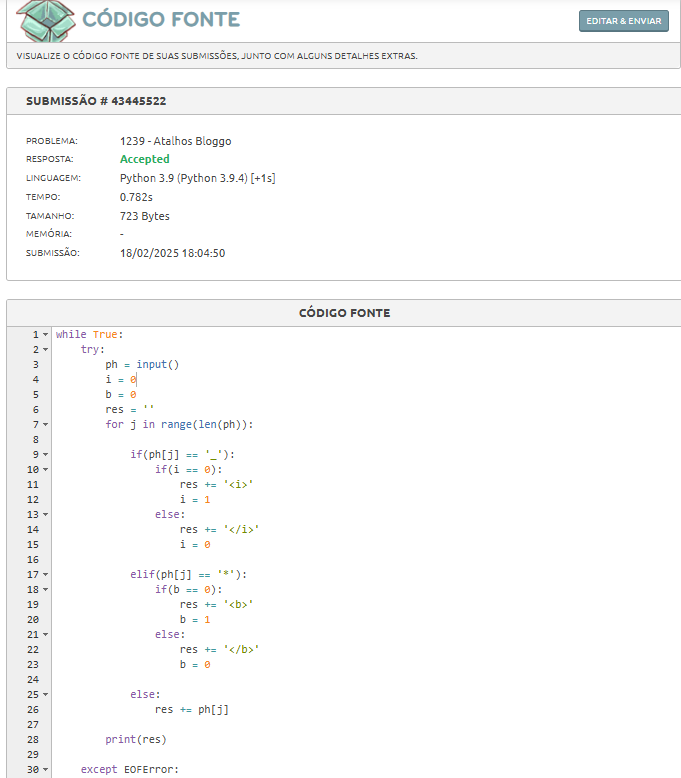 CÓDIGO FONTE
EDITAR & ENVIAR
VISUALIZE O CÓDIGO FONTE DE SUAS SUBMISSÕES, JUNTO COM ALGUNS DETALHES EXTRAS.
SUBMISSÃO # 43445522
PROBLEMA: 1239 - Atalhos Bloggo
RESPOSTA: Accepted
LINGUAGEM: Python 3.9 (Python 3.9.4) [+1s]
TEMPO: 0.782s
TAMANHO: 723 Bytes
MEMÓRIA: -
SUBMISSÃO: 18/02/2025 18:04:50
CÓDIGO FONTE
1 while True:
2     try:
3         ph = input()
4         i = 0
5         b = 0
6         res = ''
7         for j in range(len(ph)):
8
9             if(ph[j] == '_'):
10                 if(i == 0):
11                     res += '<i>'
12                     i = 1
13                 else:
14                     res += '</i>'
15                     i = 0
16
17             elif(ph[j] == '*'):
18                 if(b == 0):
19                     res += '<b>'
20                     b = 1
21                 else:
22                     res += '</b>'
23                     b = 0
24
25             else:
26                 res += ph[j]
27
28         print(res)
29
30     except EOFError: